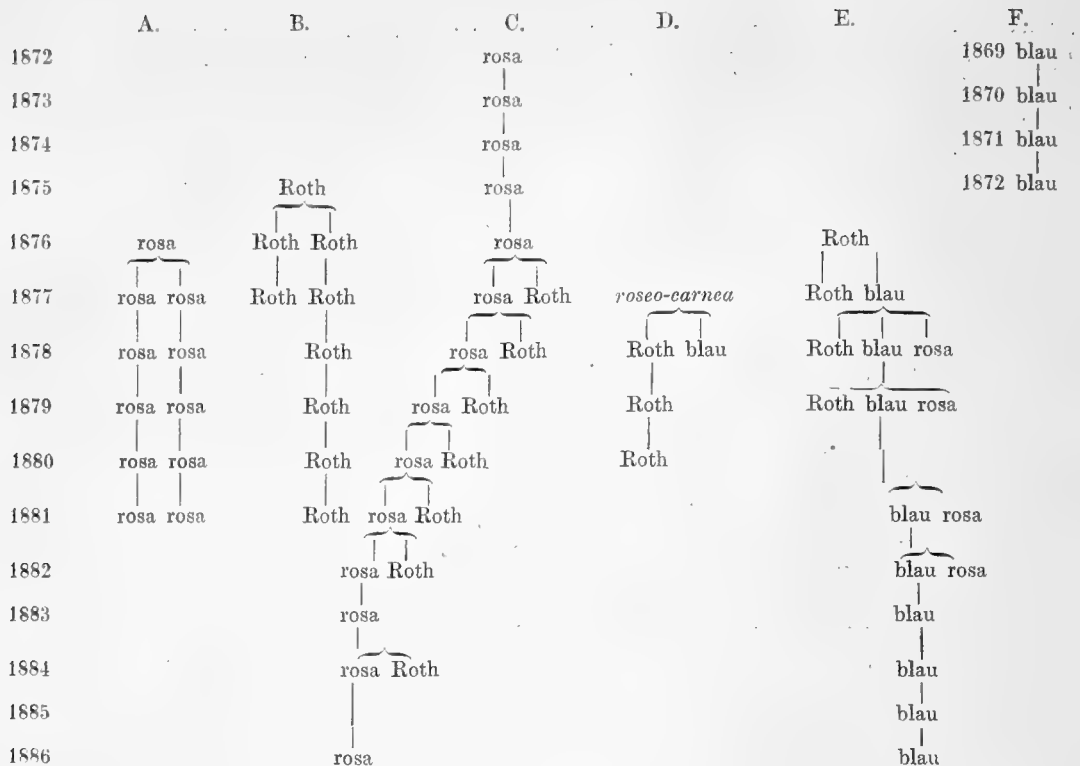 A. B. C. D. E. F.
1872 rosa 1869 blau
1873 rosa 1870 blau
1874 rosa 1871 blau
1875 Roth rosa 1872 blau
1876 rosa Roth Roth rosa Roth
1877 rosa rosa Roth Roth rosa Roth roseo-carnea Roth blau
1878 rosa rosa Roth rosa Roth Roth blau Roth blau rosa
1879 rosa rosa Roth rosa Roth Roth Roth blau rosa
1880 rosa rosa Roth rosa Roth Roth
1881 rosa rosa Roth rosa Roth blau rosa
1882 rosa Roth blau rosa
1883 rosa blau
1884 rosa Roth blau
1885 blau
1886 rosa blau